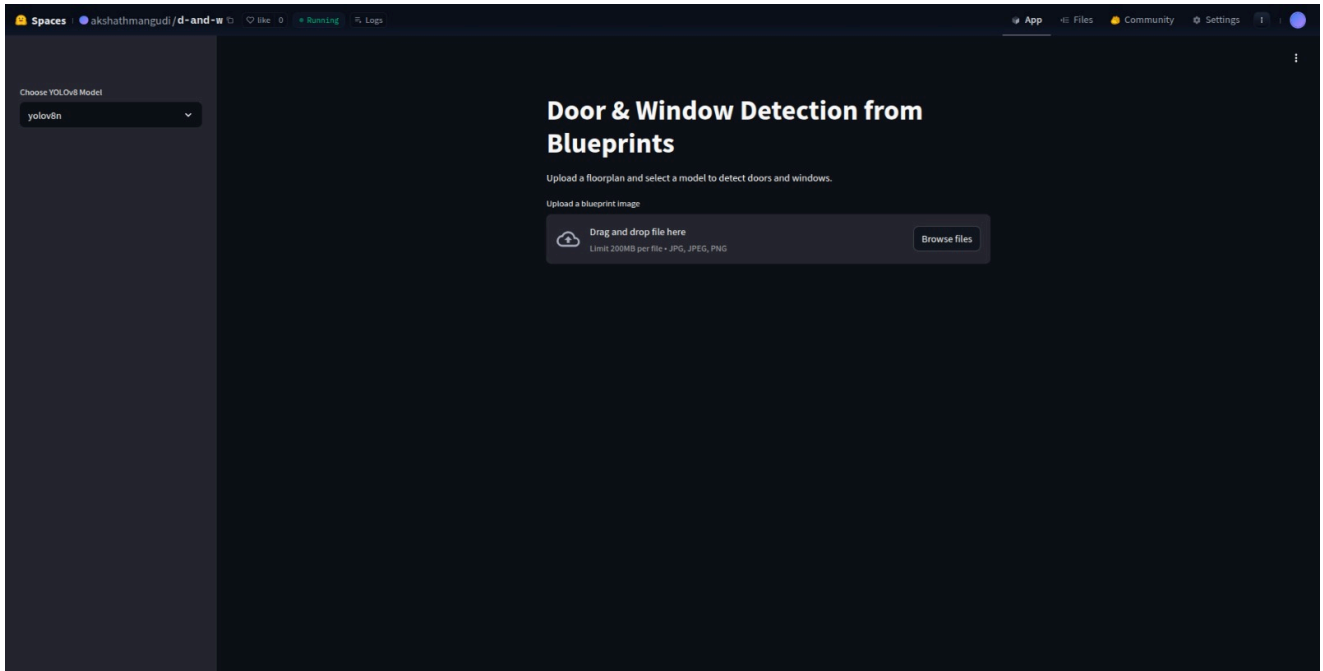 Spaces akshathmangudi/d-and-w like 0 Running Logs App Files Community Settings
Choose YOLOv8 Model
yolov8n
Door & Window Detection from
Blueprints
Upload a floorplan and select a model to detect doors and windows.
Upload a blueprint image
Drag and drop file here
Limit 200MB per file • JPG, JPEG, PNG
Browse files